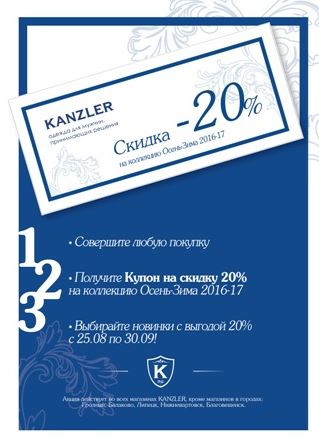 KANZLER
одежда для мужчин,
принимающих решения
Скидка -20%
на коллекцию Осень-Зима 2016-17
1
• Совершите любую покупку
2
• Получите Купон на скидку 20%
на коллекцию Осень-Зима 2016-17
3
• Выбирайте новинки с выгодой 20%
с 25.08 по 30.09!
K
Акция действует во всех магазинах KANZLER, кроме магазинов в городах:
Грозный, Балаково, Липецк, Нижневартовск, Благовещенск.